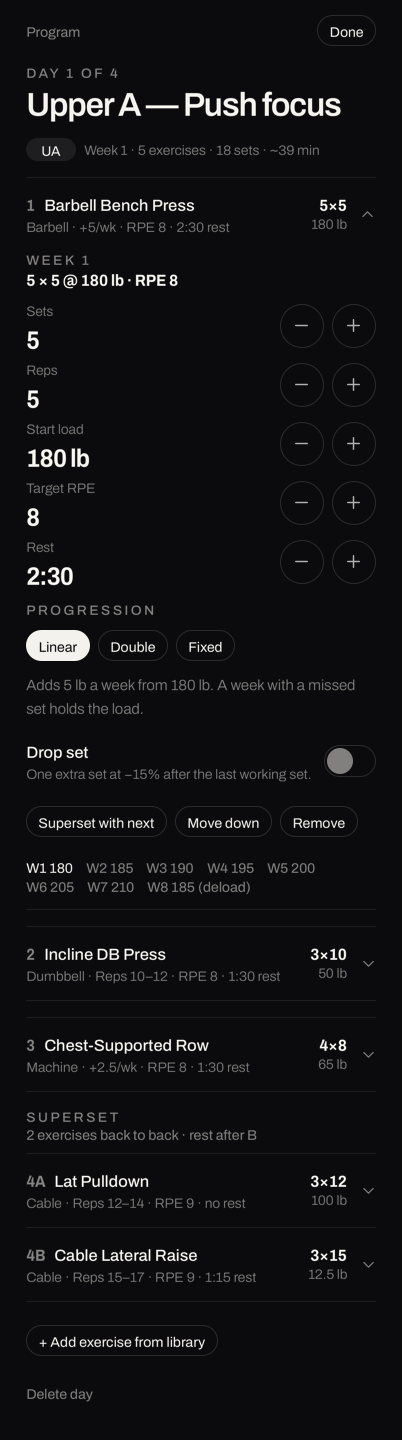 Program
Done
DAY 1 OF 4
Upper A — Push focus
UA
Week 1 · 5 exercises · 18 sets · ~39 min
1 Barbell Bench Press
5×5
Barbell · +5/wk · RPE 8 · 2:30 rest
180 lb
WEEK 1
5 × 5 @ 180 lb · RPE 8
Sets
5
Reps
5
Start load
180 lb
Target RPE
8
Rest
2:30
PROGRESSION
Linear
Double
Fixed
Adds 5 lb a week from 180 lb. A week with a missed
set holds the load.
Drop set
One extra set at −15% after the last working set.
Superset with next
Move down
Remove
W1 180 W2 185 W3 190 W4 195 W5 200
W6 205 W7 210 W8 185 (deload)
2 Incline DB Press
3×10
Dumbbell · Reps 10–12 · RPE 8 · 1:30 rest
50 lb
3 Chest-Supported Row
4×8
Machine · +2.5/wk · RPE 8 · 1:30 rest
65 lb
SUPERSET
2 exercises back to back · rest after B
4A Lat Pulldown
3×12
Cable · Reps 12–14 · RPE 9 · no rest
100 lb
4B Cable Lateral Raise
3×15
Cable · Reps 15–17 · RPE 9 · 1:15 rest
12.5 lb
+ Add exercise from library
Delete day